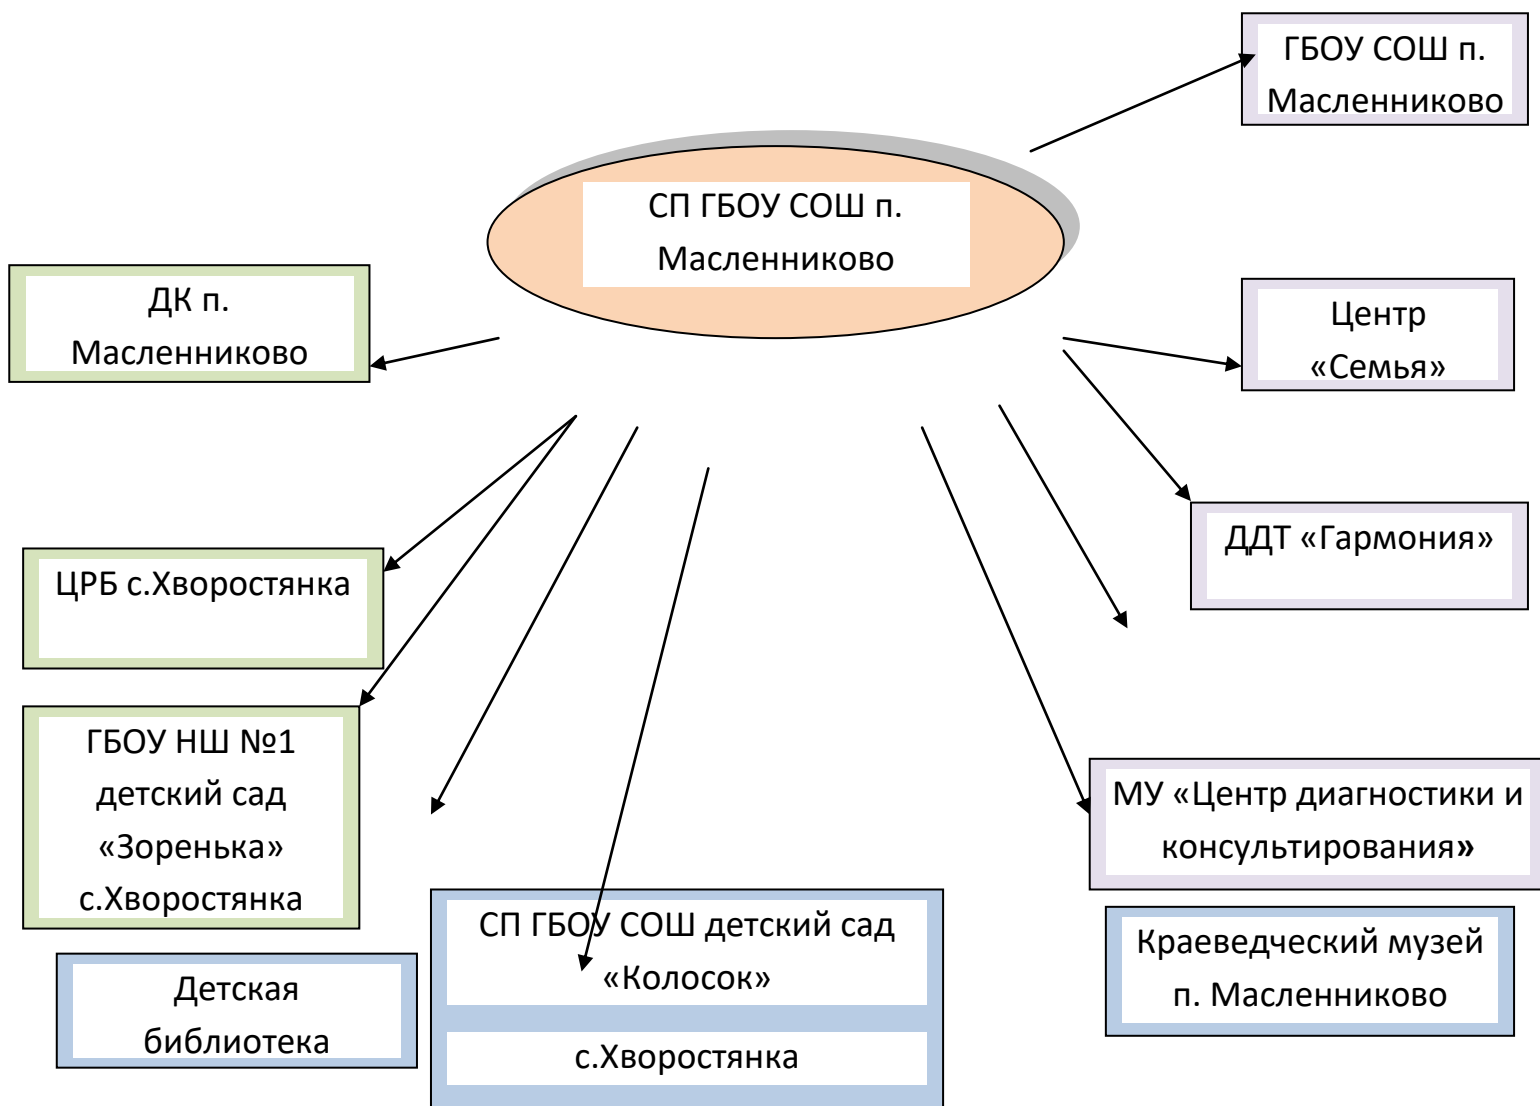 ГБОУ СОШ п.
Масленниково
СП ГБОУ СОШ п.
Масленниково
ДК п.
Масленниково
Центр
«Семья»
ДДТ «Гармония»
ЦРБ с.Хворостянка
ГБОУ НШ №1
детский сад
«Зоренька»
с.Хворостянка
МУ «Центр диагностики и
консультирования»
СП ГБОУ СОШ детский сад
«Колосок»
с.Хворостянка
Краеведческий музей
п. Масленниково
Детская
библиотека